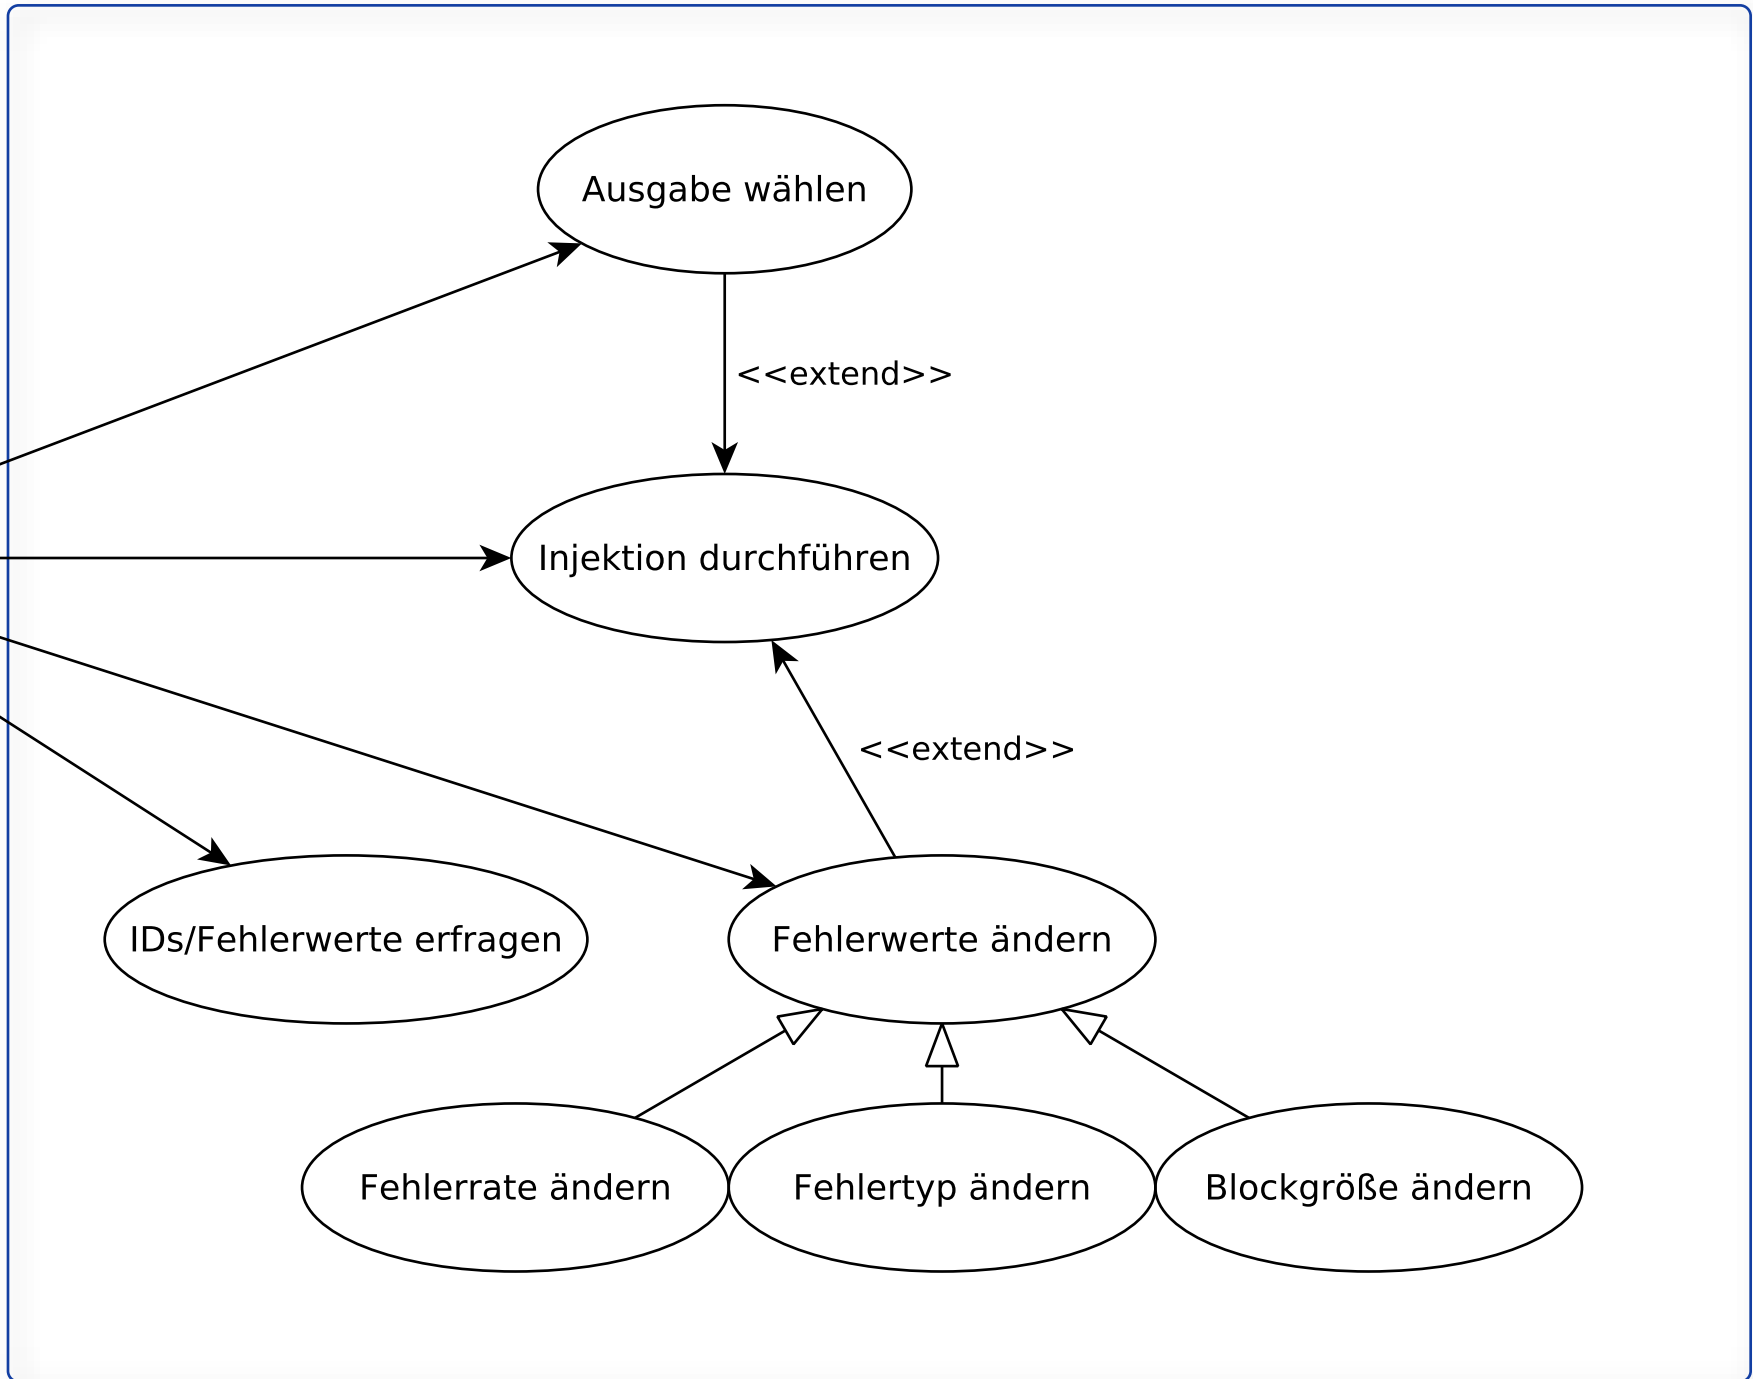 Ausgabe wählen
<<extend>>
Injektion durchführen
<<extend>>
IDs/Fehlerwerte erfragen
Fehlerwerte ändern
Fehlerrate ändern
Fehlertyp ändern
Blockgröße ändern